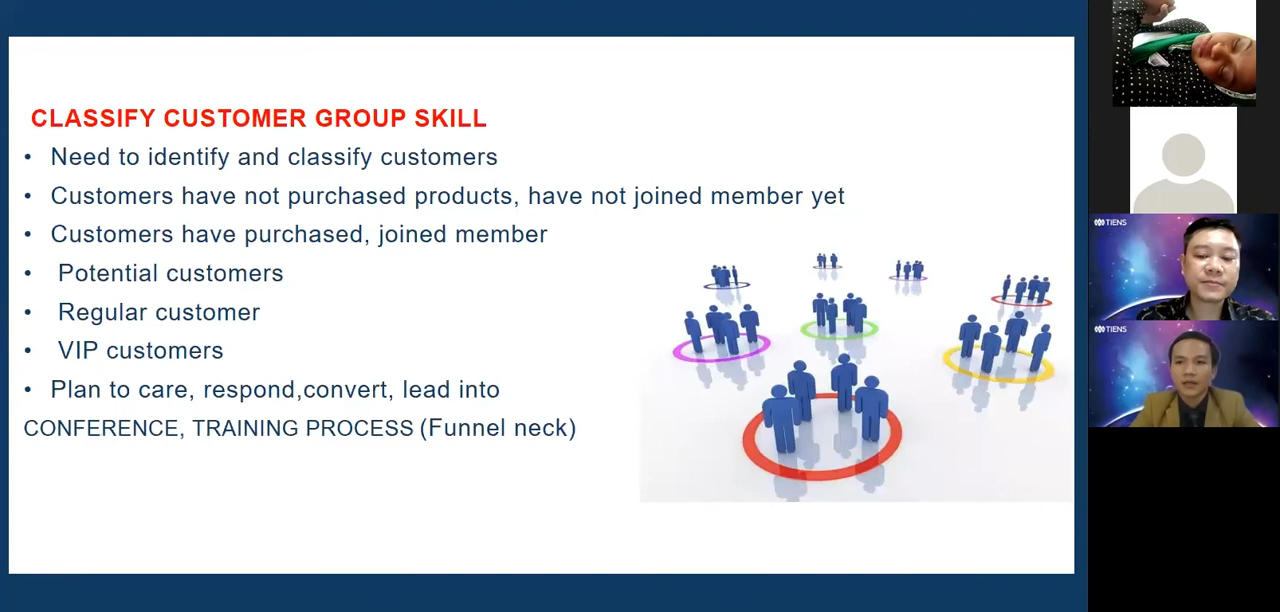 CLASSIFY CUSTOMER GROUP SKILL
• Need to identify and classify customers
• Customers have not purchased products, have not joined member yet
• Customers have purchased, joined member
• Potential customers
• Regular customer
• VIP customers
• Plan to care, respond,convert, lead into
CONFERENCE, TRAINING PROCESS (Funnel neck)
TIENS
TIENS